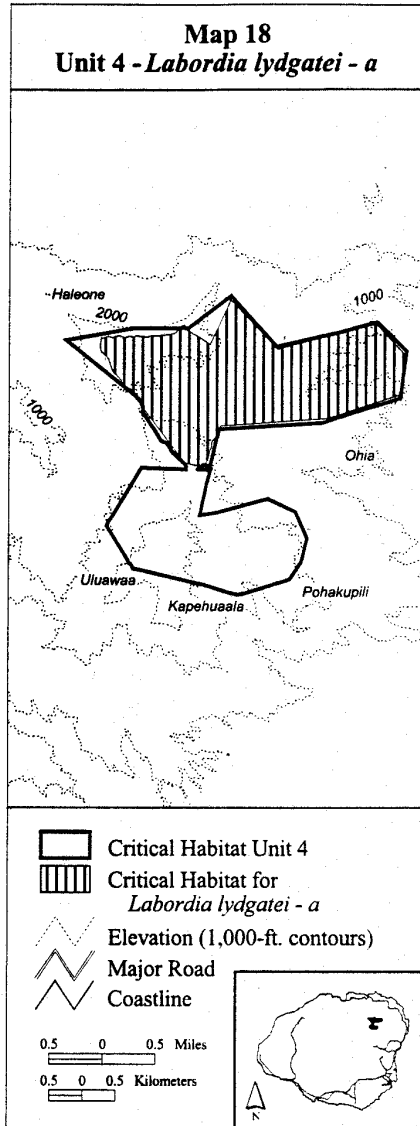 Map 18
Unit 4 - Labordia lydgatei - a
Haleone
2000
1000
1000
Ohia
Uluawaa
Kapehuaala
Pohakupili
Critical Habitat Unit 4
Critical Habitat for
Labordia lydgatei - a
Elevation (1,000-ft. contours)
Major Road
Coastline
0.5 0 0.5 Miles
0.5 0 0.5 Kilometers
N